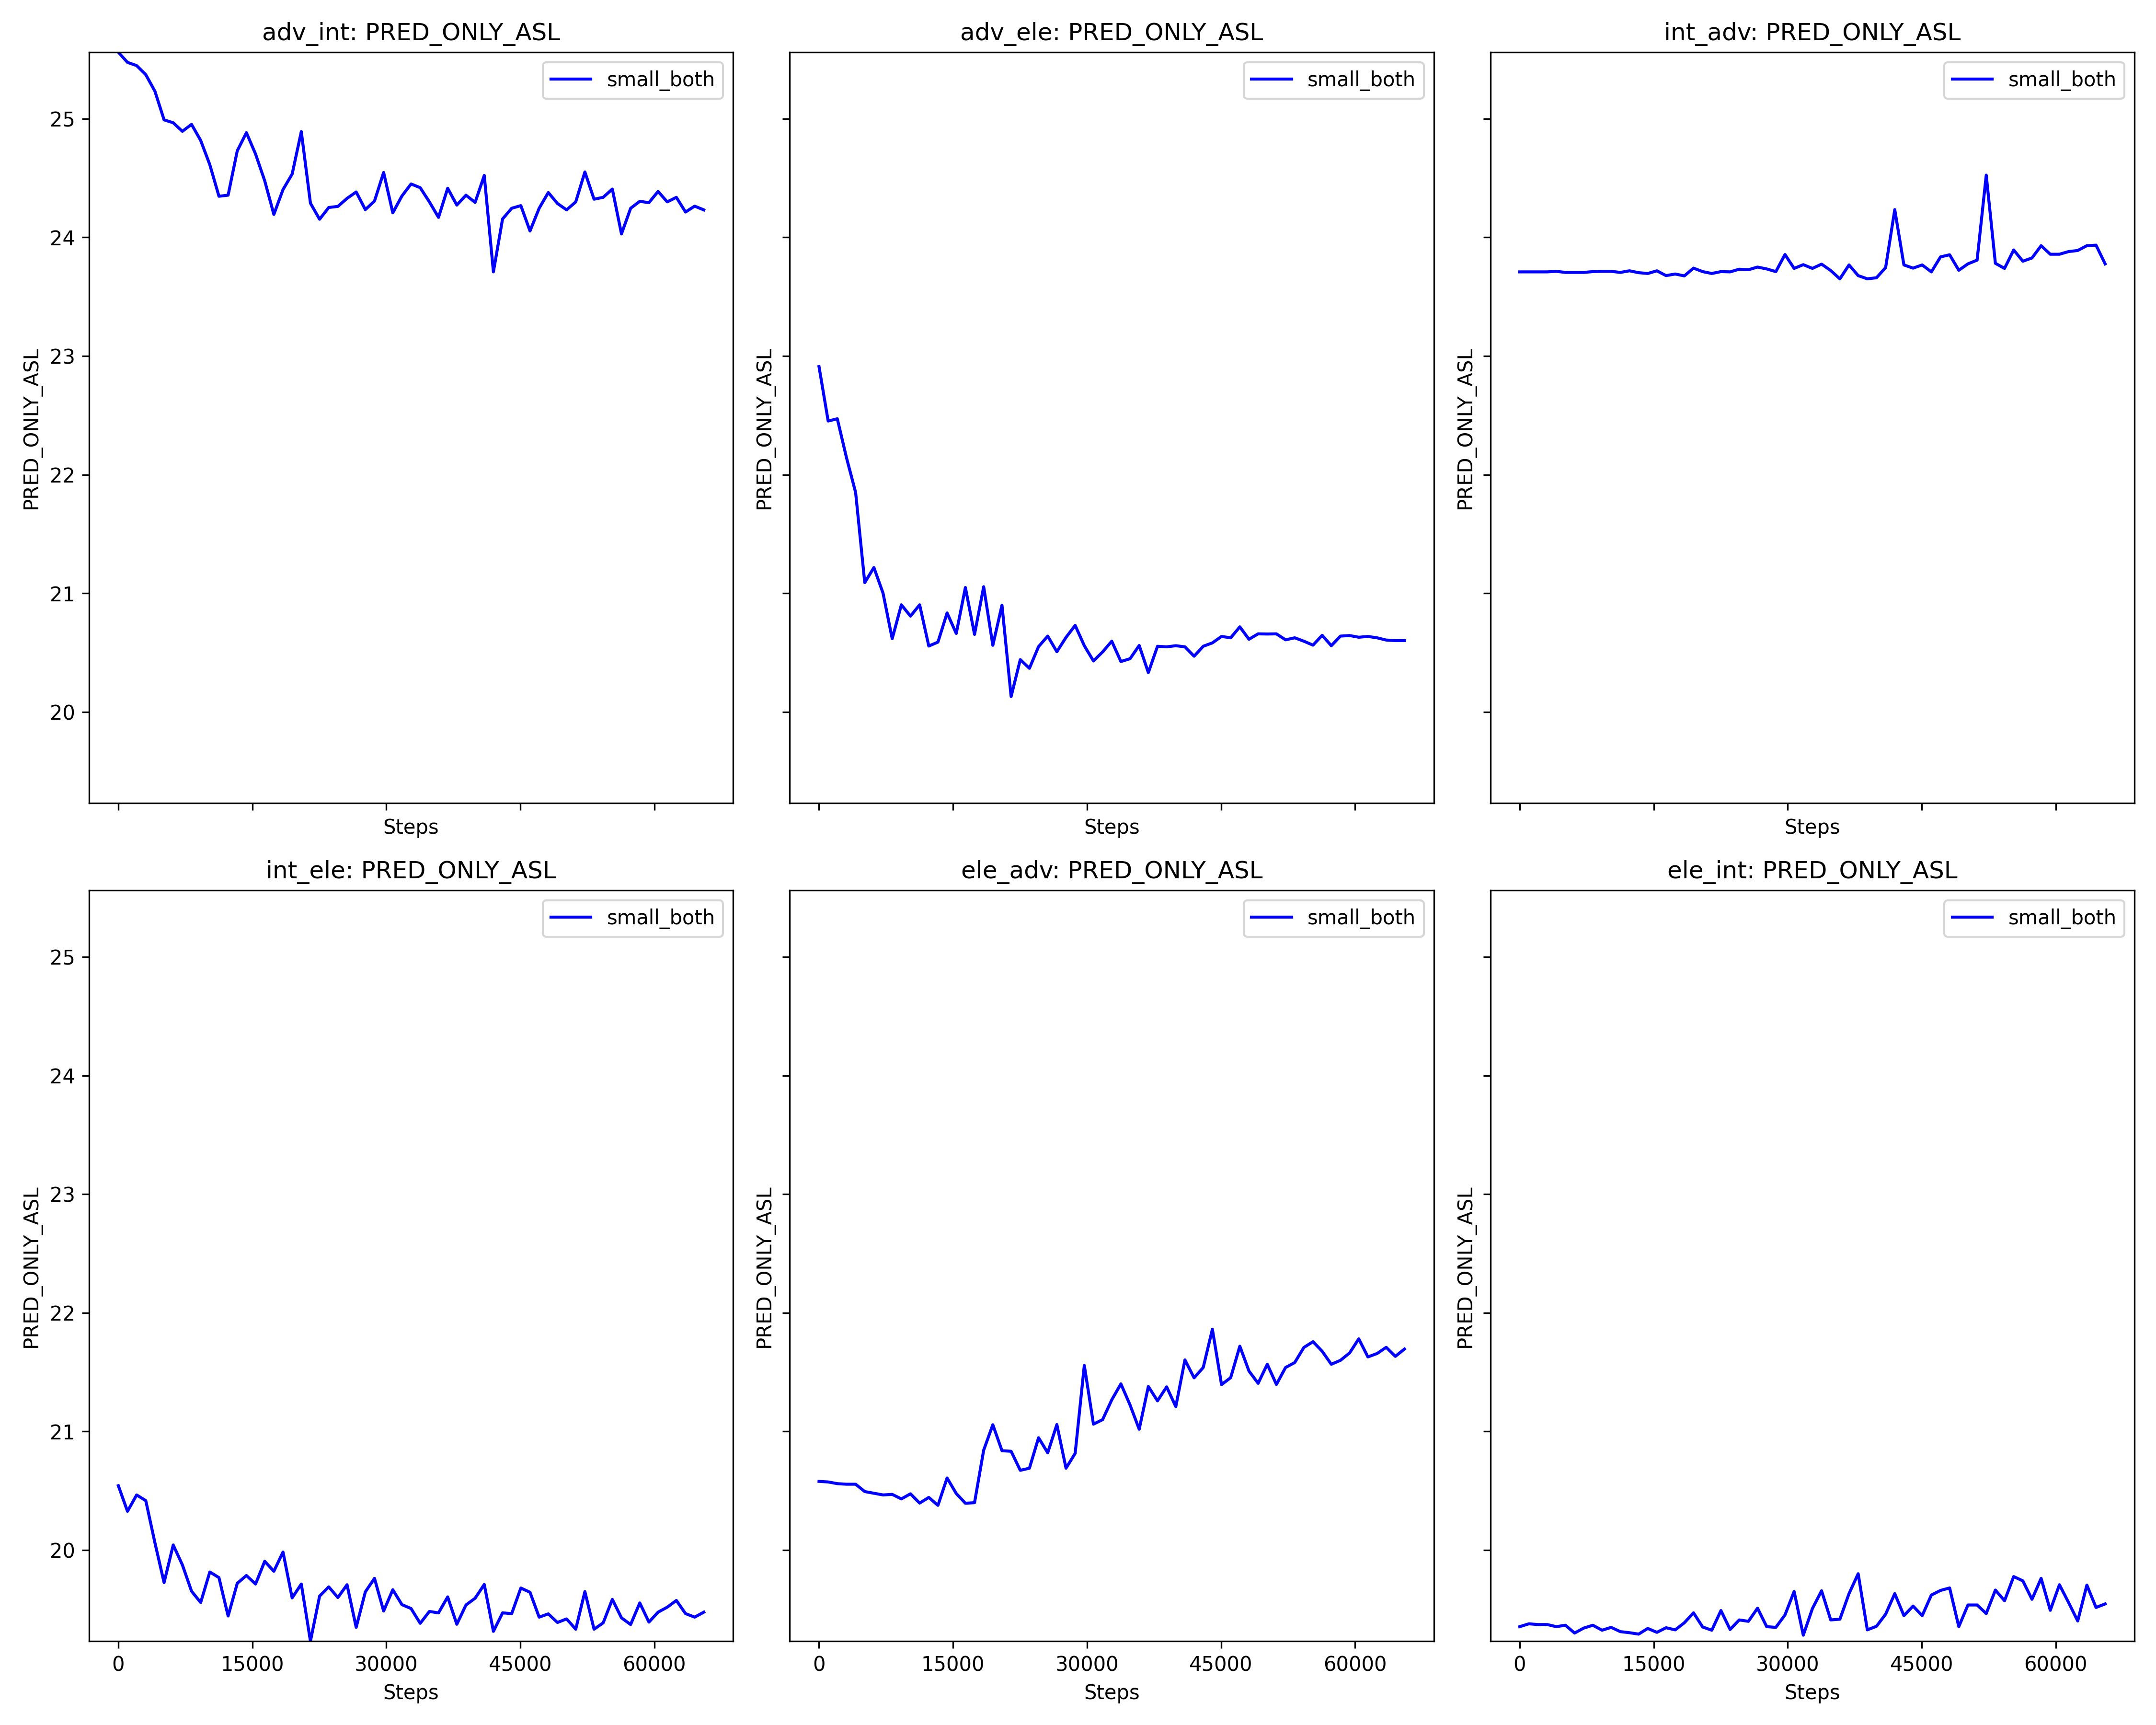 adv_int: PRED_ONLY_ASL
adv_ele: PRED_ONLY_ASL
int_adv: PRED_ONLY_ASL
small_both
small_both
small_both
25
24
23
22
21
20
PRED_ONLY_ASL
PRED_ONLY_ASL
PRED_ONLY_ASL
Steps
Steps
Steps
int_ele: PRED_ONLY_ASL
ele_adv: PRED_ONLY_ASL
ele_int: PRED_ONLY_ASL
small_both
small_both
small_both
25
24
23
22
21
20
PRED_ONLY_ASL
PRED_ONLY_ASL
PRED_ONLY_ASL
0 15000 30000 45000 60000
0 15000 30000 45000 60000
0 15000 30000 45000 60000
Steps
Steps
Steps